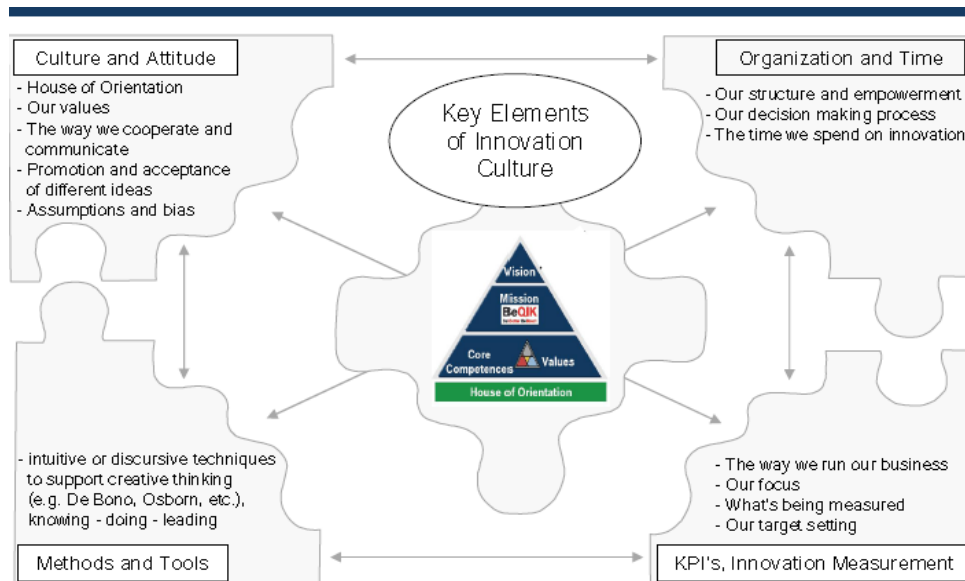 Culture and Attitude
- House of Orientation
- Our values
- The way we cooperate and
communicate
- Promotion and acceptance
of different ideas
- Assumptions and bias
Key Elements
of Innovation
Culture
Organization and Time
- Our structure and empowerment
- Our decision making process
- The time we spend on innovation
Vision
Mission
BeQIK
Core
Competences
Values
House of Orientation
- intuitive or discursive techniques
to support creative thinking
(e.g. De Bono, Osborn, etc.),
knowing - doing - leading
Methods and Tools
- The way we run our business
- Our focus
- What's being measured
- Our target setting
KPI's, Innovation Measurement